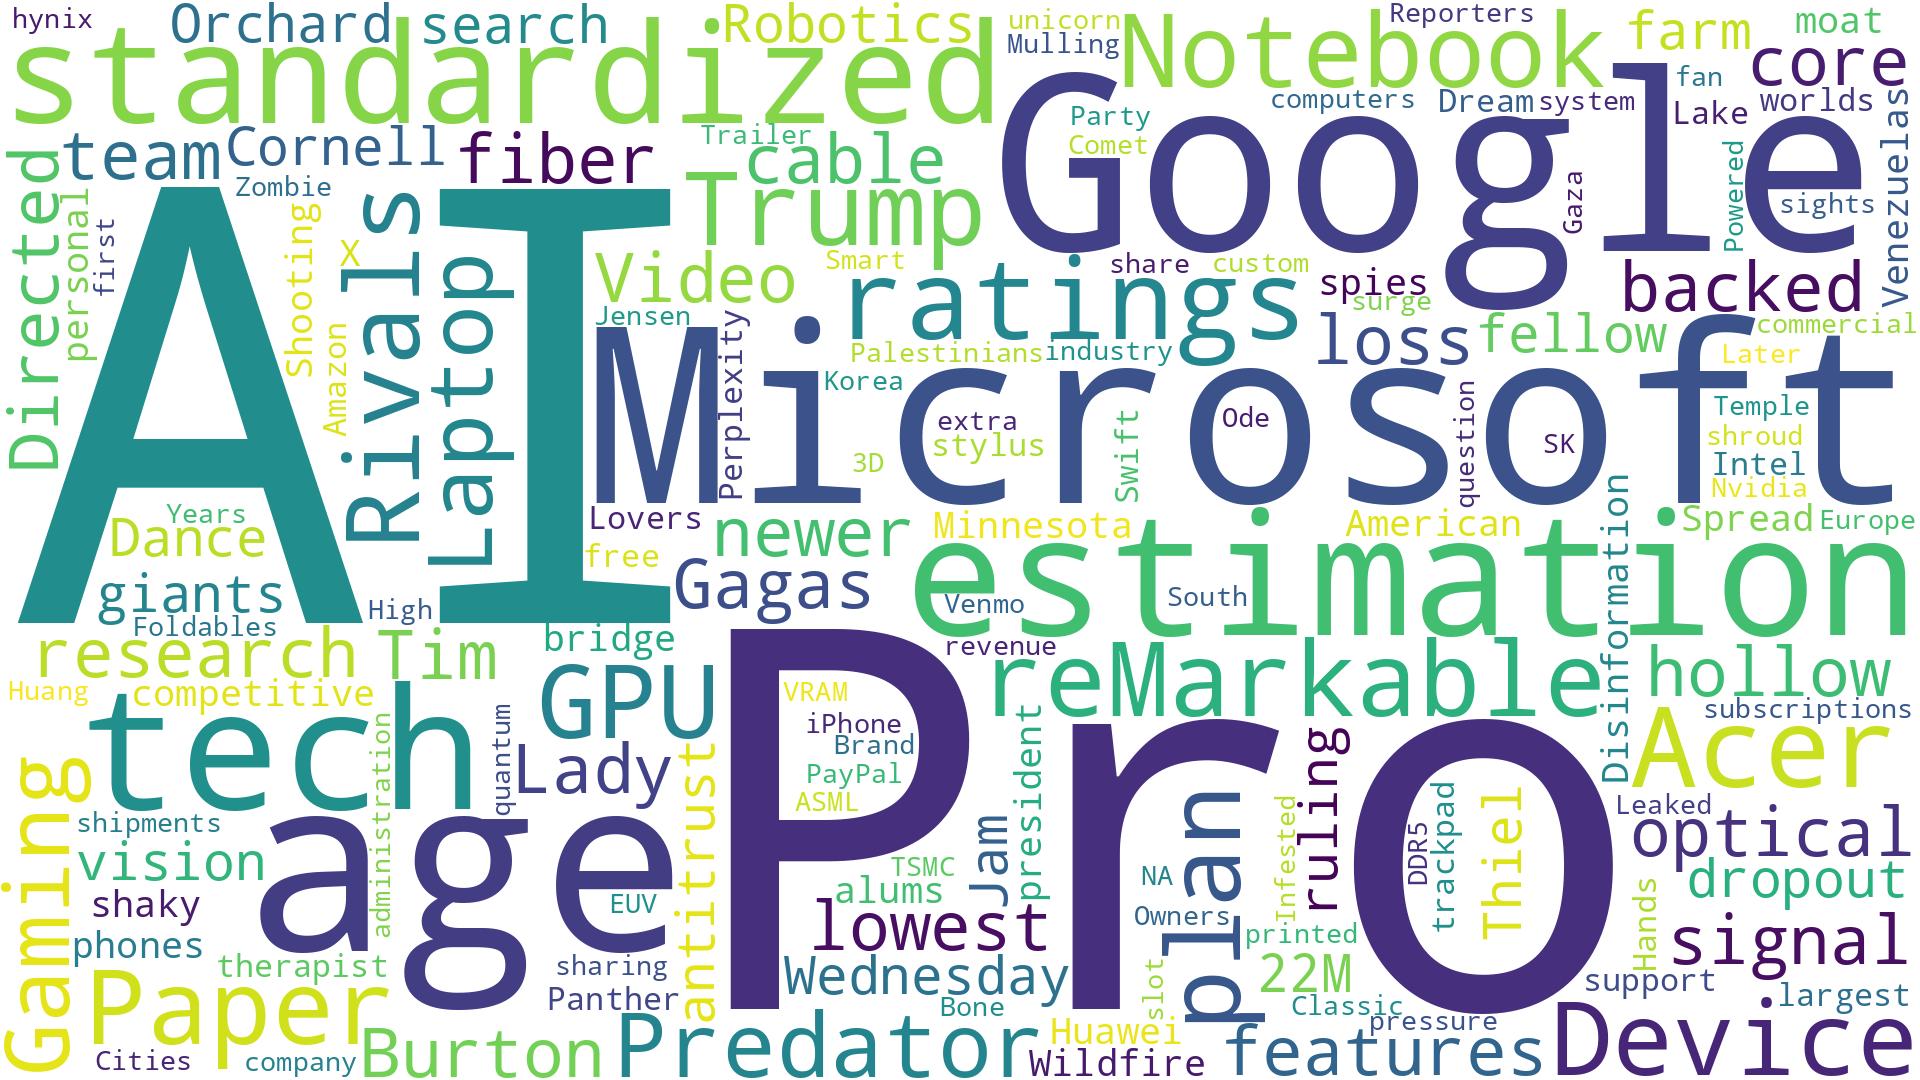 hynix
Orchard
search
Robotics
unicorn
Mulling
Notebook
Reporters
farm
moat
standardized
Google
core
fan
computers
Dream
system
Lake
worlds
Party
Comet
Trailer
team
Cornell
fiber
cable
Zombie
Directed
personal
first
Shooting
X
Rivals
Laptop
AI
Trump
Powered
Gaza
sights
Venezuelas
Video
Smart
ratings
share
custom
spies
surge
backed
Jensen
Amazon
Microsoft
Perplexity
Palestinians
industry
Korea
loss
fellow
commercial
Later
extra
stylus
3D
Swift
Ode
question
SK
Temple
shroud
Intel
Nvidia
Years
Dance
Lovers
free
newer
Minnesota
American
Spread
Europe
giants
Foldables
High
Gagas
estimation
Venmo
South
Disinformation
research
Tim
bridge
revenue
reMarkable
hollow
Huang
competitive
GPU
VRAM
iPhone
Brand
PayPal
ASML
Pro
subscriptions
tech
administration
quantum
Lady
antitrust
president
ruling
Acer
Gaming
shipments
vision
age
EUV
TSMC
alums
Jam
NA
plan
Infested
DDR5
trackpad
Thiel
Leaked
optical
dropout
shaky
phones
lowest
Owners
printed
Hands
signal
therapist
sharing
Panther
Wednesday
Bone
slot
22M
Classic
support
largest
Paper
Cities
company
Burton
Predator
Huawei
Wildfire
pressure
features
Device